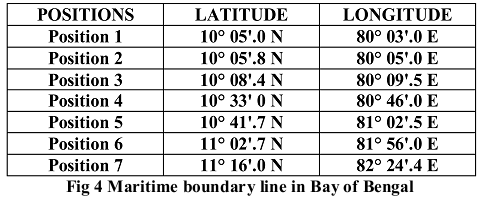 POSITIONS LATITUDE LONGITUDE
Position 1 10° 05'.0 N 80° 03'.0 E
Position 2 10° 05'.8 N 80° 05'.0 E
Position 3 10° 08'.4 N 80° 09'.5 E
Position 4 10° 33' 0 N 80° 46'.0 E
Position 5 10° 41'.7 N 81° 02'.5 E
Position 6 11° 02'.7 N 81° 56'.0 E
Position 7 11° 16'.0 N 82° 24'.4 E
Fig 4 Maritime boundary line in Bay of Bengal